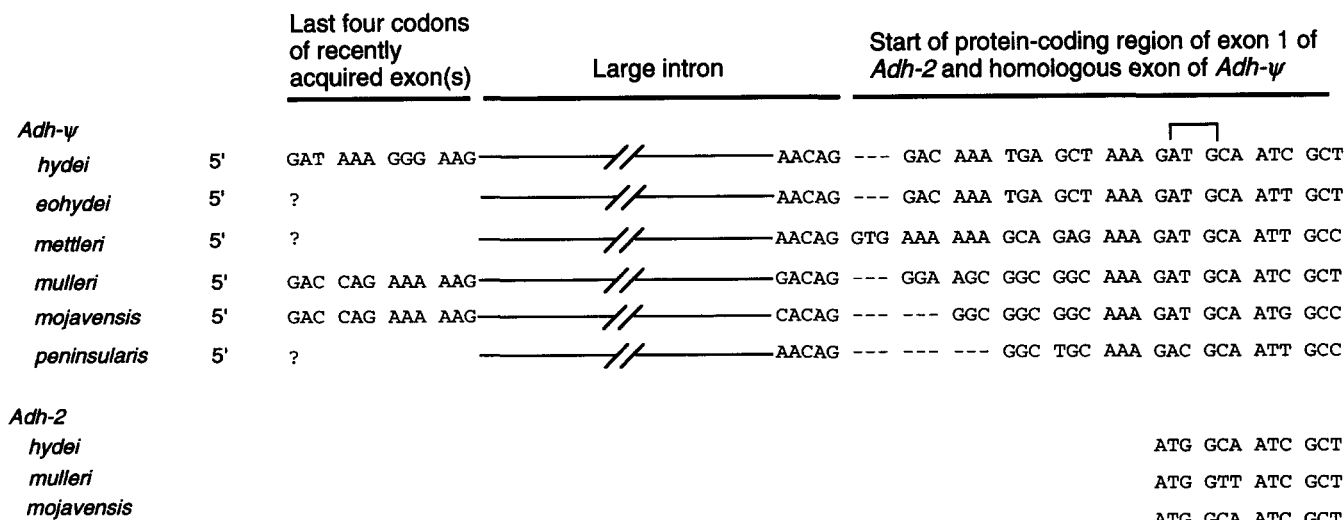 Last four codons
of recently
acquired exon(s)
Large intron
Start of protein-coding region of exon 1 of
Adh-2 and homologous exon of Adh-ψ
Adh-ψ
hydei 5' GAT AAA GGG AAG AACAG --- GAC AAA TGA GCT AAA GAT GCA ATC GCT
eohydei 5' ? AACAG --- GAC AAA TGA GCT AAA GAT GCA ATT GCT
mettleri 5' ? AACAG GTG AAA AAA GCA GAG AAA GAT GCA ATT GCC
mulleri 5' GAC CAG AAA AAG GACAG --- GGA AGC GGC GGC AAA GAT GCA ATC GCT
mojavensis 5' GAC CAG AAA AAG CACAG --- --- GGC GGC GGC AAA GAT GCA ATG GCC
peninsularis 5' ? AACAG --- --- --- GGC TGC AAA GAC GCA ATT GCC
Adh-2
hydei ATG GCA ATC GCT
mulleri ATG GTT ATC GCT
mojavensis ATG GCA ATC GCT